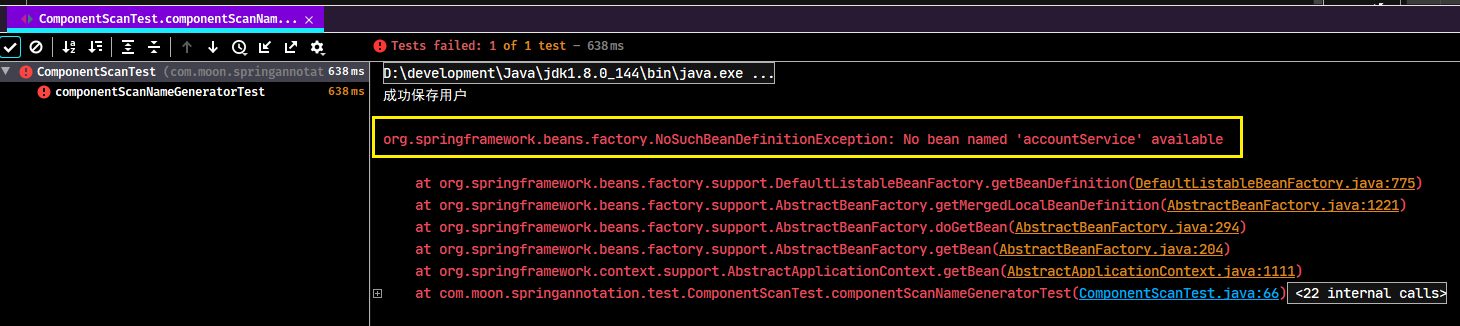 ComponentScanTest.componentScanNam... ×
Tests failed: 1 of 1 test – 638 ms
ComponentScanTest (com.moon.springannotat 638 ms
componentScanNameGeneratorTest 638 ms
D:\development\Java\jdk1.8.0_144\bin\java.exe ...
成功保存用户
org.springframework.beans.factory.NoSuchBeanDefinitionException: No bean named 'accountService' available
at org.springframework.beans.factory.support.DefaultListableBeanFactory.getBeanDefinition(DefaultListableBeanFactory.java:775)
at org.springframework.beans.factory.support.AbstractBeanFactory.getMergedLocalBeanDefinition(AbstractBeanFactory.java:1221)
at org.springframework.beans.factory.support.AbstractBeanFactory.doGetBean(AbstractBeanFactory.java:294)
at org.springframework.beans.factory.support.AbstractBeanFactory.getBean(AbstractBeanFactory.java:204)
at org.springframework.context.support.AbstractApplicationContext.getBean(AbstractApplicationContext.java:1111)
at com.moon.springannotation.test.ComponentScanTest.componentScanNameGeneratorTest(ComponentScanTest.java:66) <22 internal calls>